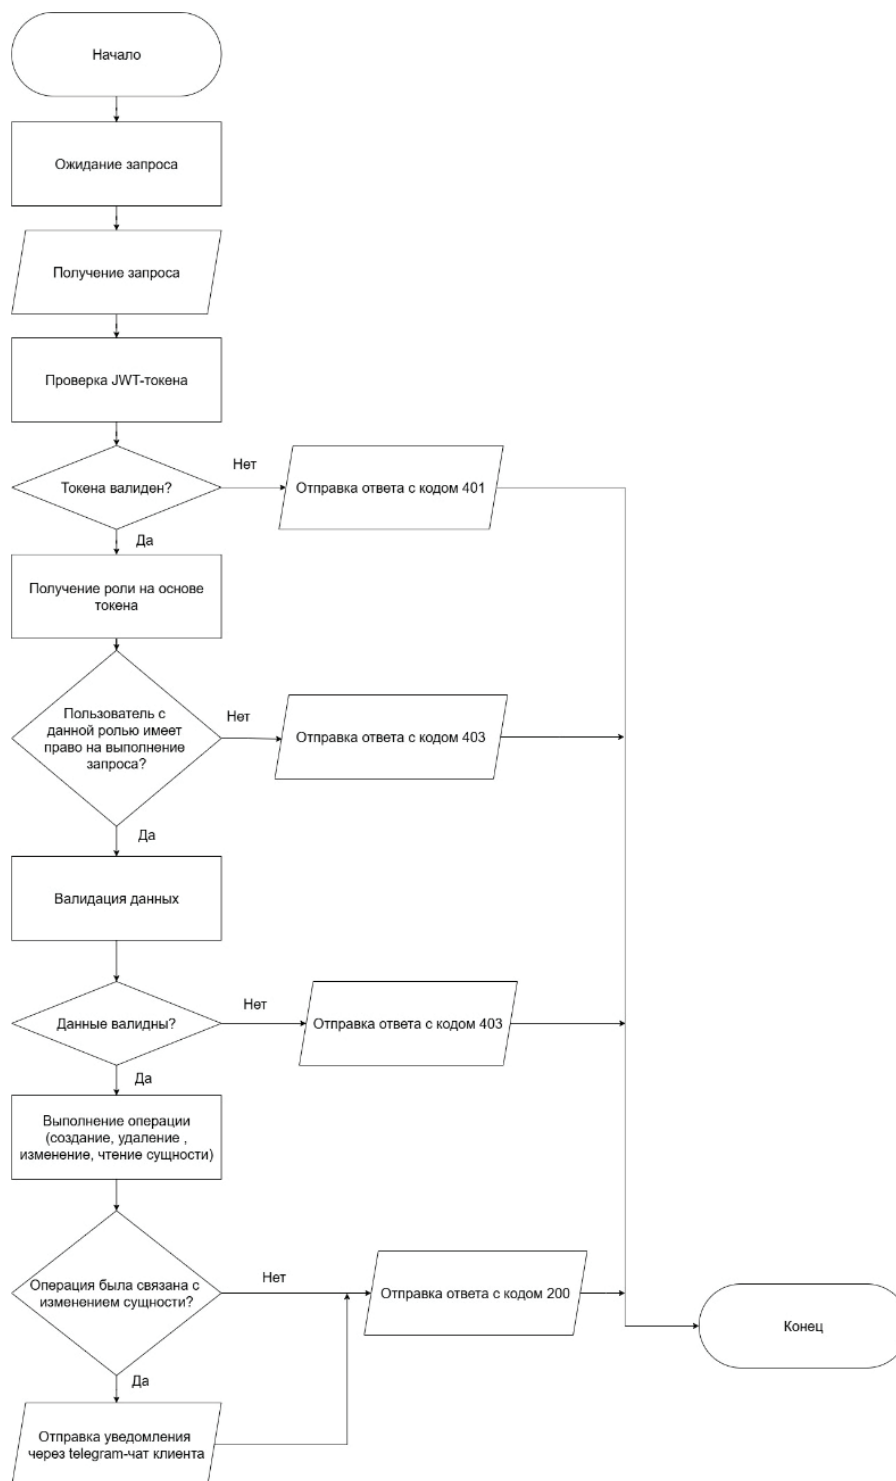 Начало
Ожидание запроса
Получение запроса
Проверка JWT-токена
Токена валиден?
Нет
Отправка ответа с кодом 401
Да
Получение роли на основе
токена
Пользователь с
данной ролью имеет
право на выполнение
запроса?
Нет
Отправка ответа с кодом 403
Да
Валидация данных
Данные валидны?
Нет
Отправка ответа с кодом 403
Да
Выполнение операции
(создание, удаление ,
изменение, чтение сущности)
Операция была связана с
изменением сущности?
Нет
Отправка ответа с кодом 200
Конец
Да
Отправка уведомления
через telegram-чат клиента